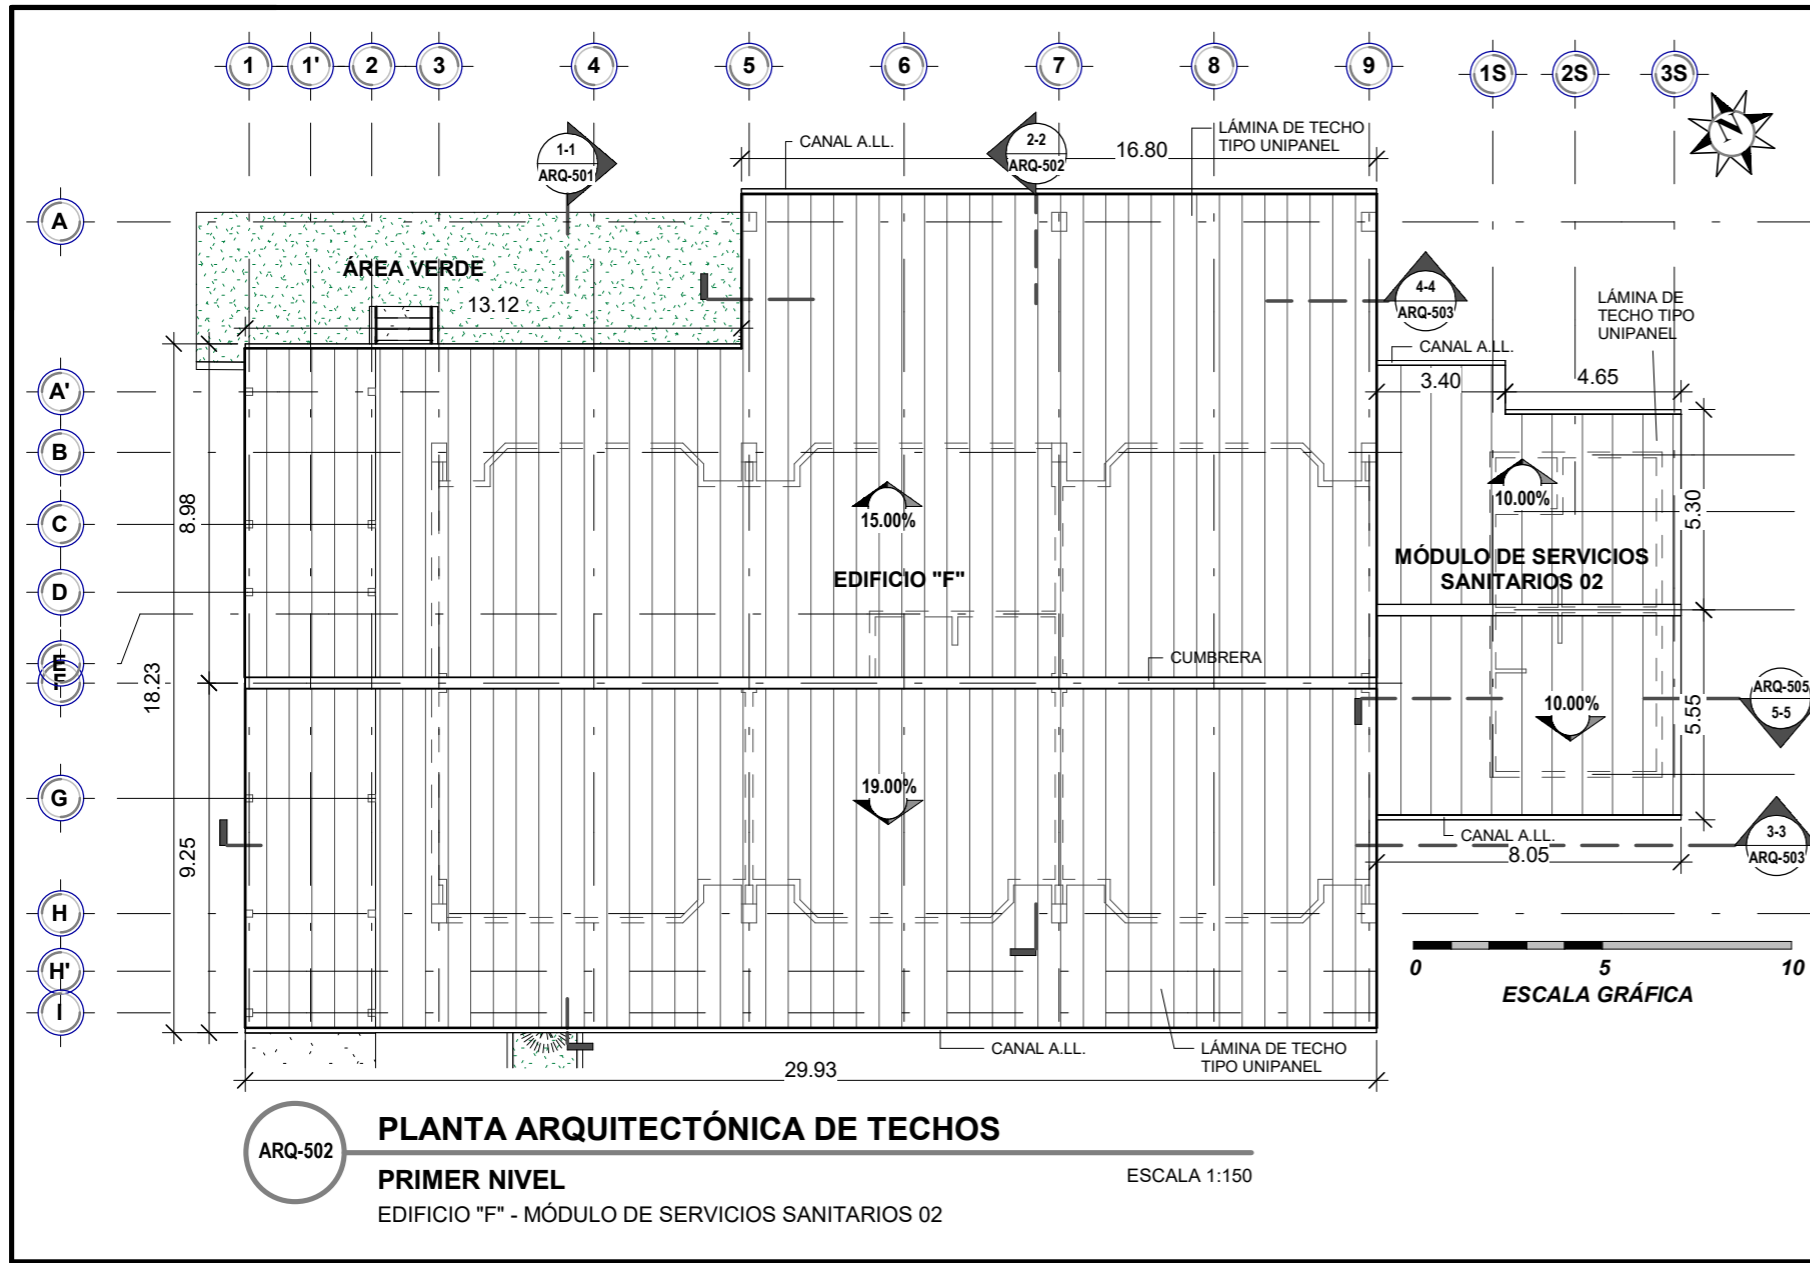 1 1' 2 3 4 5 6 7 8 9 1S 2S 3S
N
CANAL A.LL.
1-1
ARQ-501
2-2
ARQ-502
16.80
LÁMINA DE TECHO
TIPO UNIPANEL
A
ÁREA VERDE
13.12
4-4
ARQ-503
LÁMINA DE
TECHO TIPO
UNIPANEL
CANAL A.LL.
3.40
4.65
A'
B
C
D
E
F
G
H
H'
I
8.98
18.23
9.25
15.00%
EDIFICIO "F"
10.00%
MÓDULO DE SERVICIOS
SANITARIOS 02
5.30
CUMBRERA
10.00%
5.55
ARQ-505
5-5
19.00%
CANAL A.LL.
8.05
3-3
ARQ-503
0 5 10
ESCALA GRÁFICA
CANAL A.LL.
LÁMINA DE TECHO
TIPO UNIPANEL
29.93
ARQ-502
PLANTA ARQUITECTÓNICA DE TECHOS
PRIMER NIVEL
ESCALA 1:150
EDIFICIO "F" - MÓDULO DE SERVICIOS SANITARIOS 02